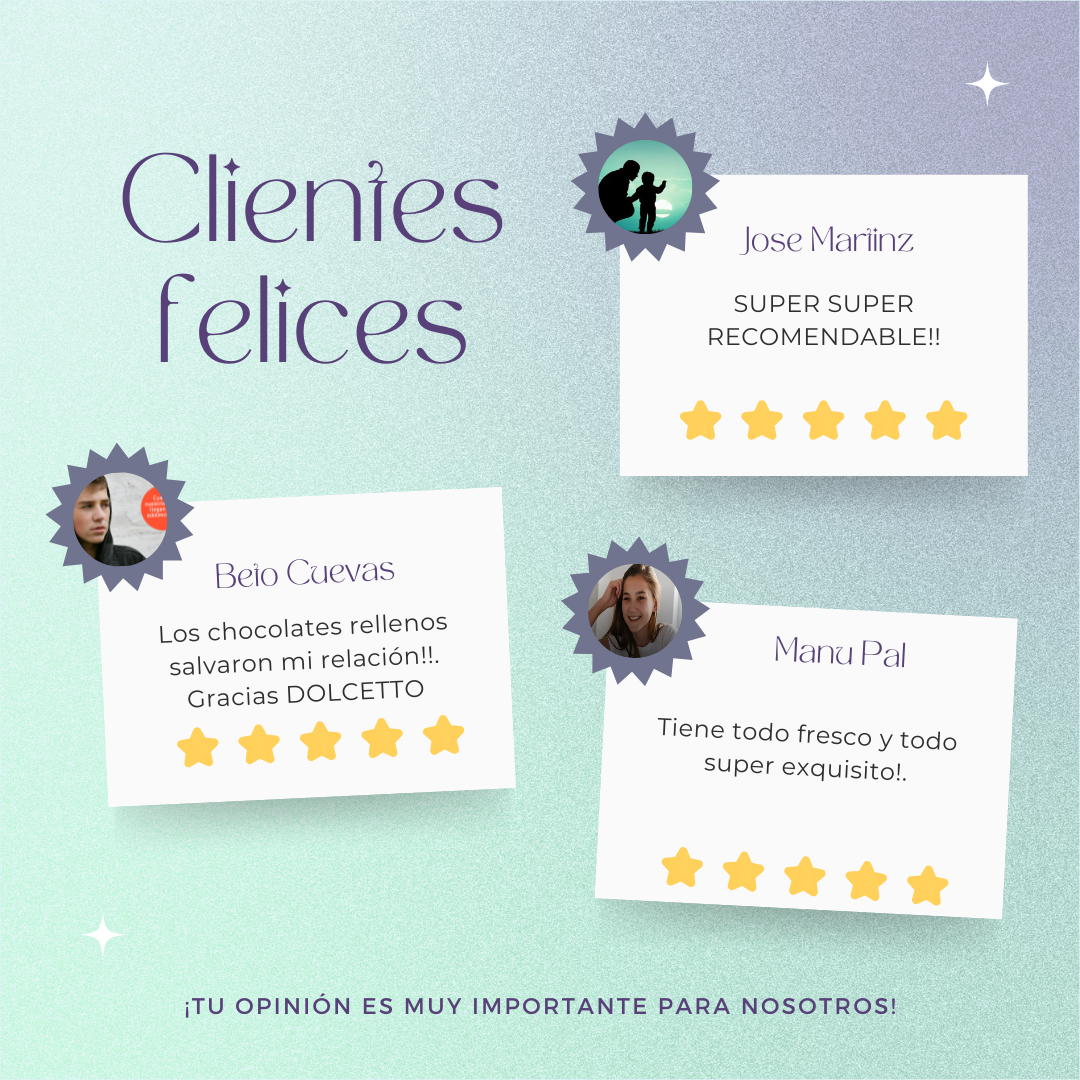 Clientes
felices
Jose Martinz
SUPER SUPER
RECOMENDABLE!!
Beto Cuevas
Los chocolates rellenos
salvaron mi relación!!.
Gracias DOLCETTO
Manu Pal
Tiene todo fresco y todo
super exquisito!.
¡TU OPINIÓN ES MUY IMPORTANTE PARA NOSOTROS!